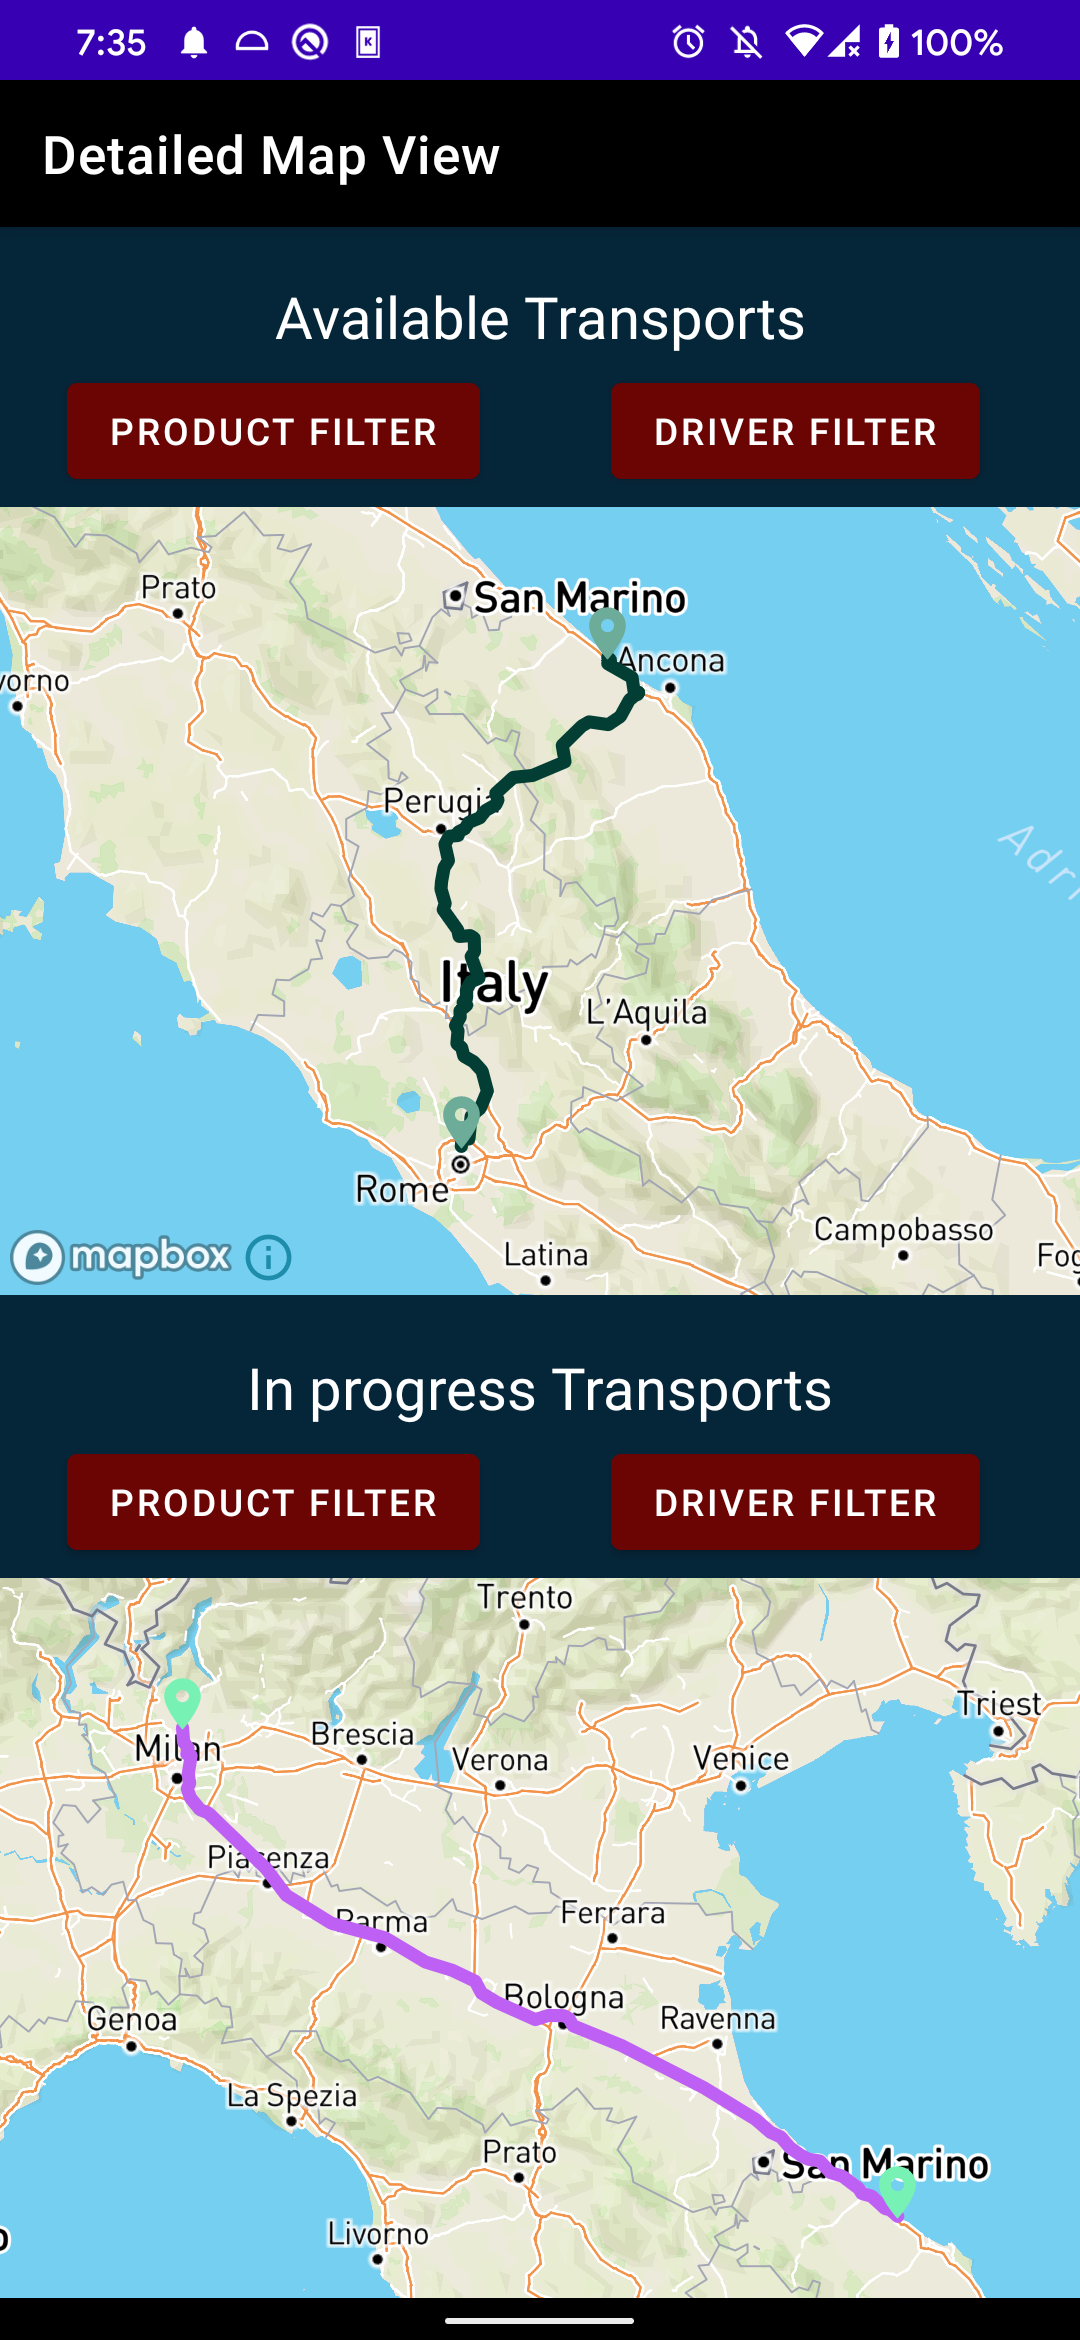 7:35
K
100%
Detailed Map View
Available Transports
PRODUCT FILTER
DRIVER FILTER
Prato
San Marino
Ancona
vorno
Perugia
Adri
Italy
L'Aquila
Rome
Campobasso
mapbox
i
Latina
Fog
In progress Transports
PRODUCT FILTER
DRIVER FILTER
Trento
Triest
Milan
Brescia
Verona
Venice
Piacenza
Parma
Ferrara
Bologna
Genoa
Ravenna
La Spezia
Prato
San Marino
Livorno
o